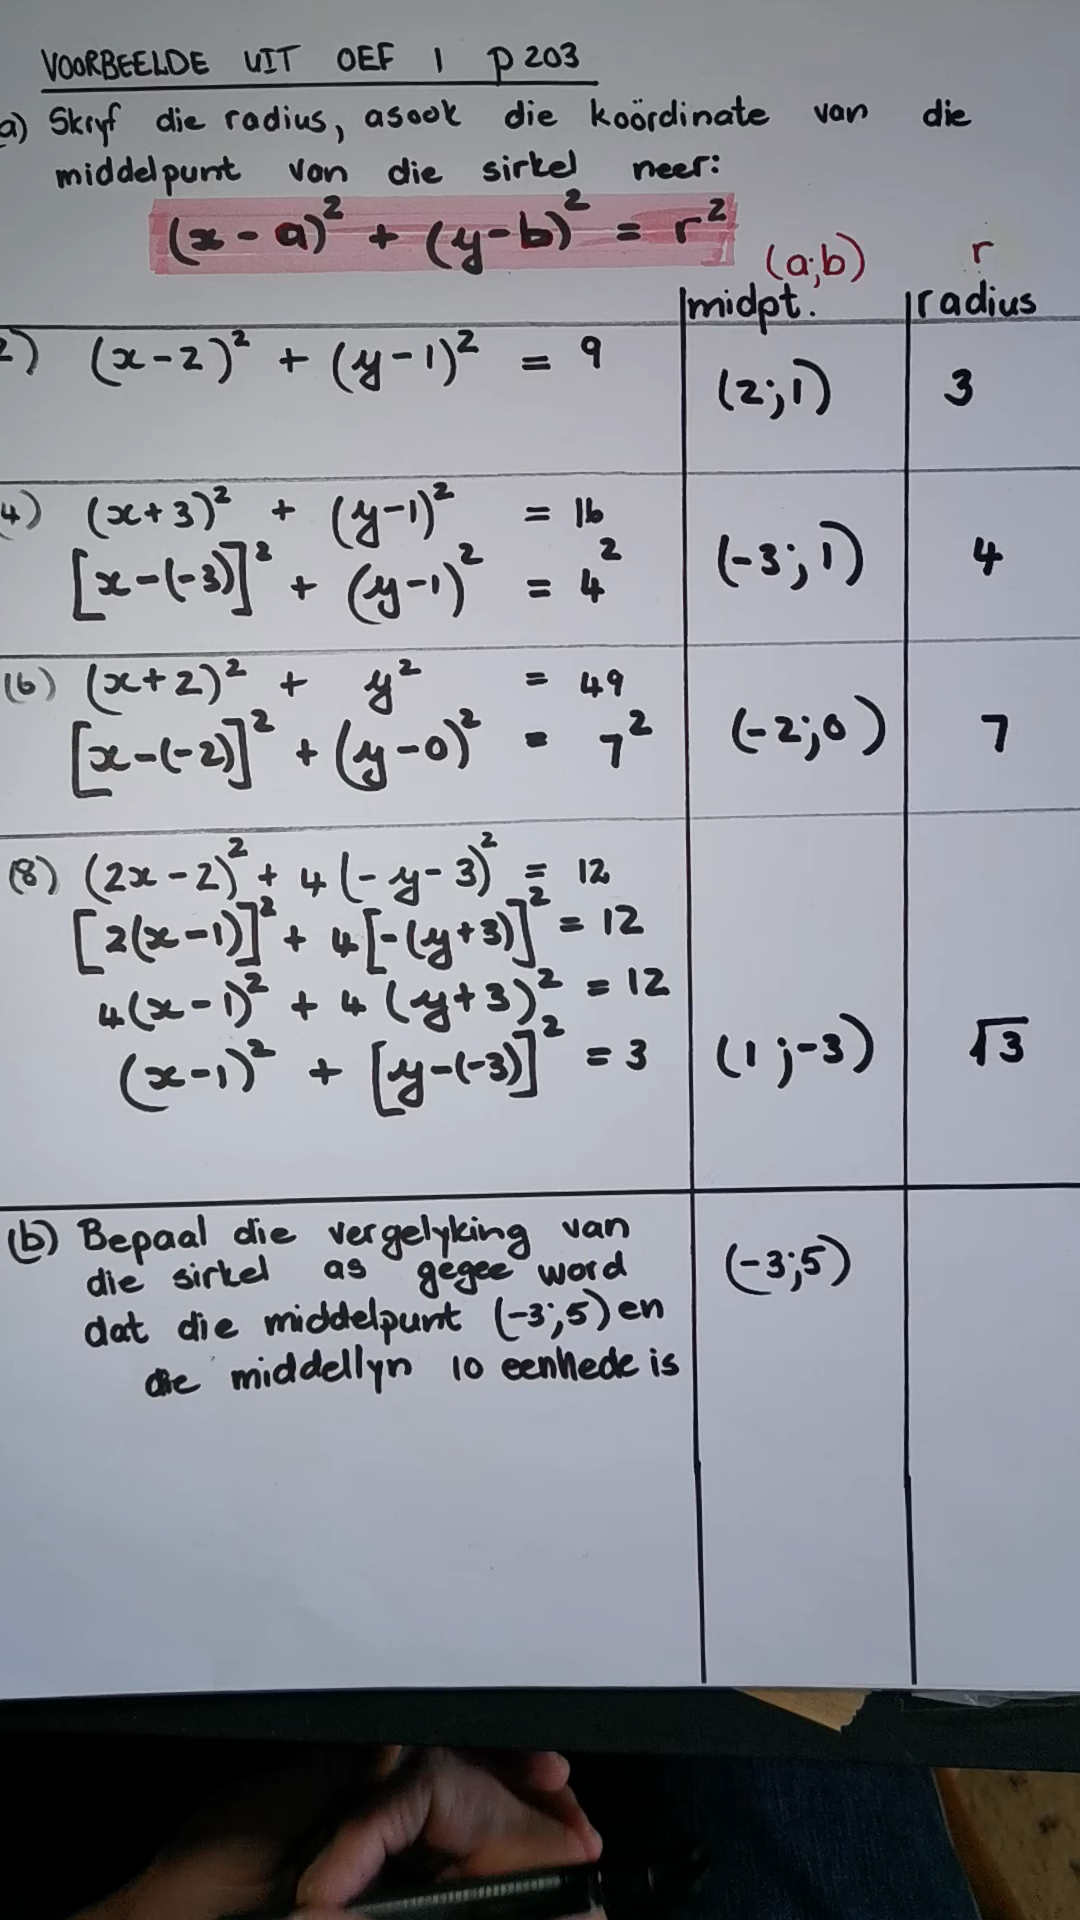 VOORBEELDE UIT OEF 1 p 203
a) Skryf die radius, asook die koördinate van die
middelpunt van die sirkel neer:
(x - a)² + (y - b)² = r²
(a;b) r
midpt. radius
2) (x - 2)² + (y - 1)² = 9 (2;1) 3
4) (x + 3)² + (y - 1)² = 16
[x - (-3)]² + (y - 1)² = 4² (-3;1) 4
(6) (x + 2)² + y² = 49
[x - (-2)]² + (y - 0)² = 7² (-2;0) 7
(8) (2x - 2)² + 4(-y - 3)² = 12
[2(x - 1)]² + 4[-(y + 3)]² = 12
4(x - 1)² + 4(y + 3)² = 12
(x - 1)² + [y - (-3)]² = 3 (1;-3) √3
(b) Bepaal die vergelyking van
die sirkel as gegee word (-3;5)
dat die middelpunt (-3;5) en
die middellyn 10 eenhede is